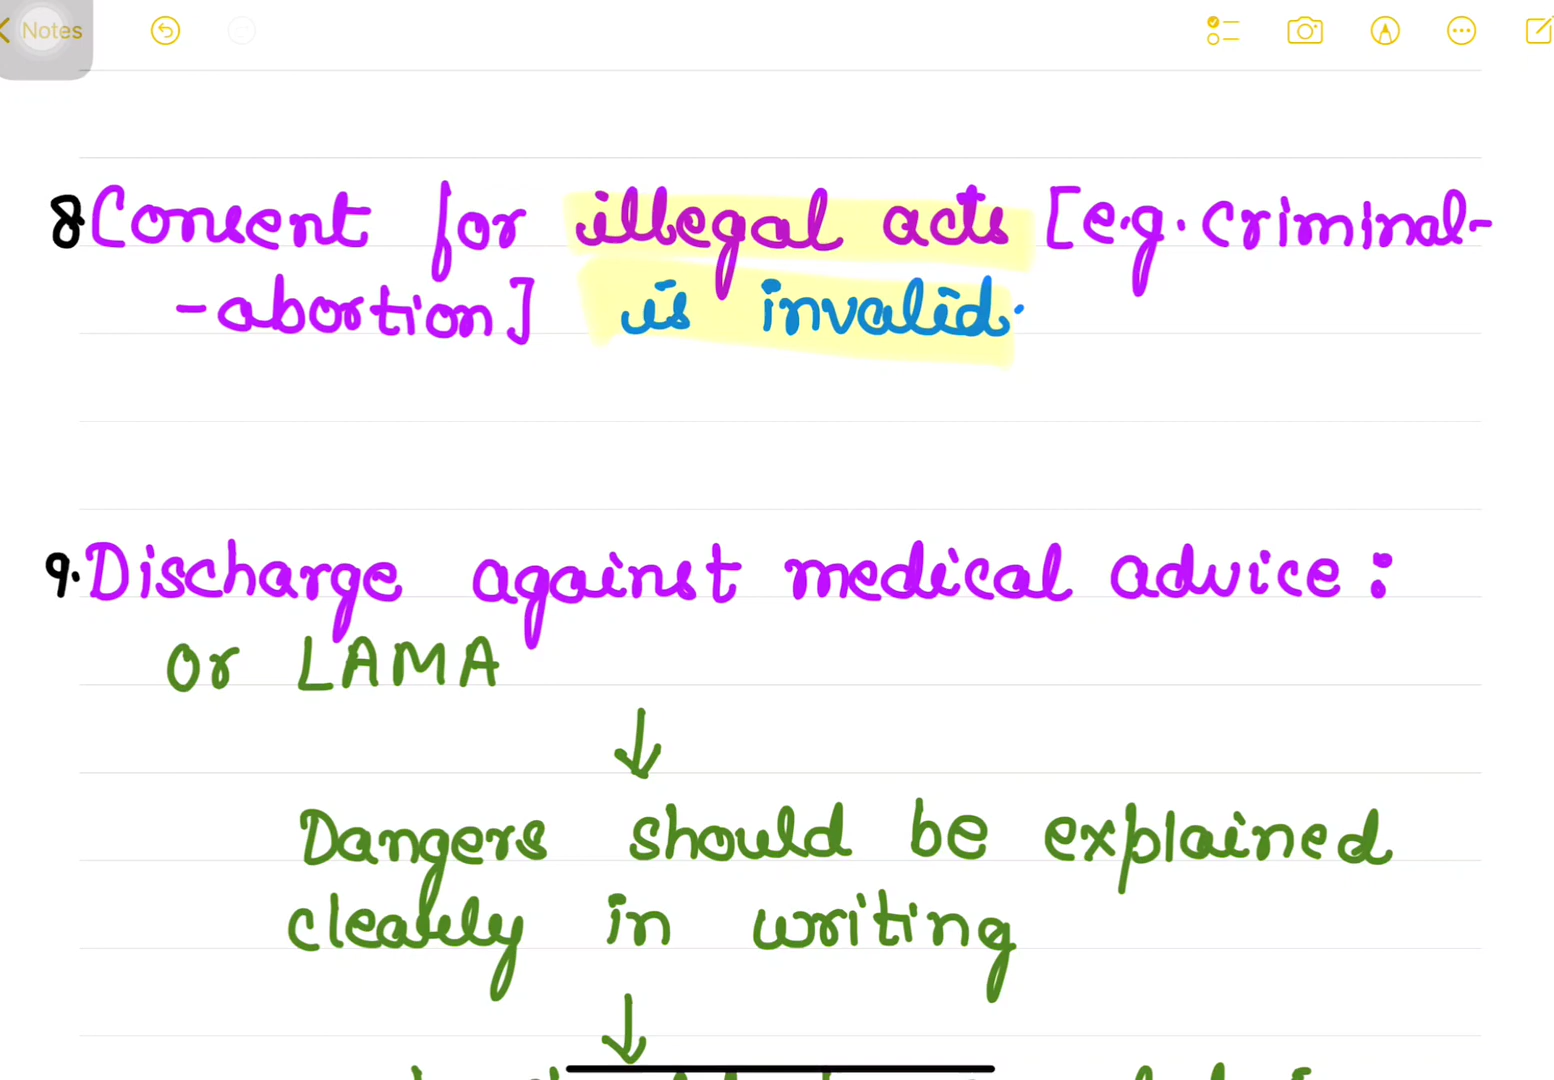 Notes
8 Consent for illegal acts [e.g. criminal-
-abortion] is invalid.
9. Discharge against medical advice :
or LAMA
↓
Dangers should be explained
clearly in writing
↓